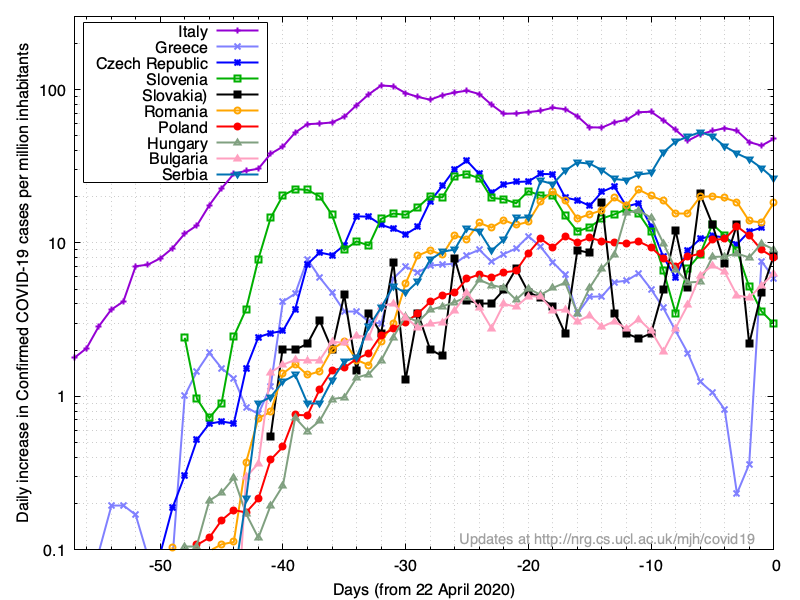 Italy
Greece
Czech Republic
Slovenia
Slovakia)
Romania
Poland
Hungary
Bulgaria
Serbia
Daily increase in Confirmed COVID-19 cases per million inhabitants
100
10
1
0.1
Updates at http://nrg.cs.ucl.ac.uk/mjh/covid19
-50 -40 -30 -20 -10 0
Days (from 22 April 2020)